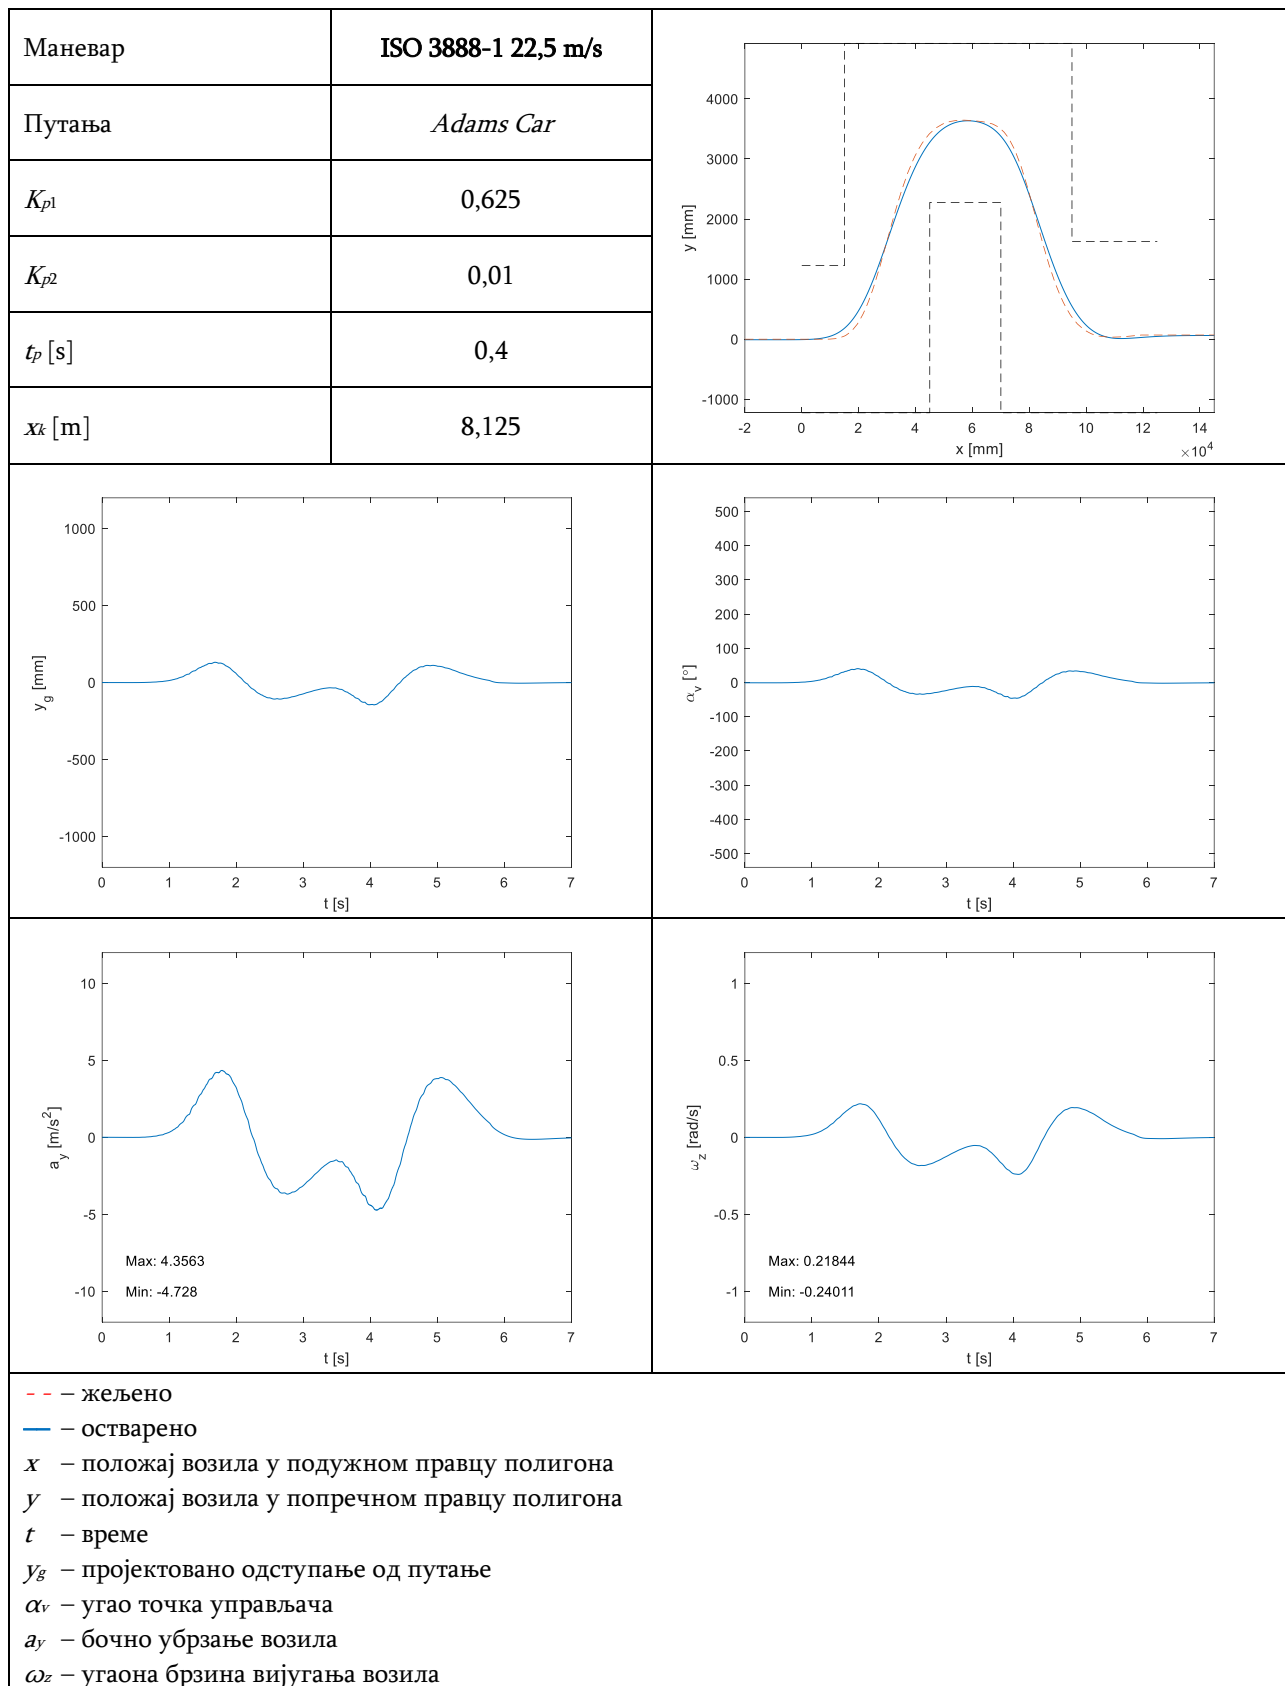 Маневар ISO 3888-1 22,5 m/s
Путања Adams Car
Kp1 0,625
Kp2 0,01
tp [s] 0,4
xk [m] 8,125
4000
3000
2000
1000
0
-1000
y [mm]
-2 0 2 4 6 8 10 12 14
x [mm] ×10^4
1000
500
0
-500
-1000
y_g [mm]
0 1 2 3 4 5 6 7
t [s]
500
400
300
200
100
0
-100
-200
-300
-400
-500
α_v [°]
0 1 2 3 4 5 6 7
t [s]
10
5
0
-5
-10
a_y [m/s^2]
Max: 4.3563
Min: -4.728
0 1 2 3 4 5 6 7
t [s]
1
0.5
0
-0.5
-1
ω_z [rad/s]
Max: 0.21844
Min: -0.24011
0 1 2 3 4 5 6 7
t [s]
– жељено
– остварено
x – положај возила у подужном правцу полигона
y – положај возила у попречном правцу полигона
t – време
yg – пројектовано одступање од путање
αv – угао точка управљача
ay – бочно убрзање возила
ωz – угаона брзина вијугања возила